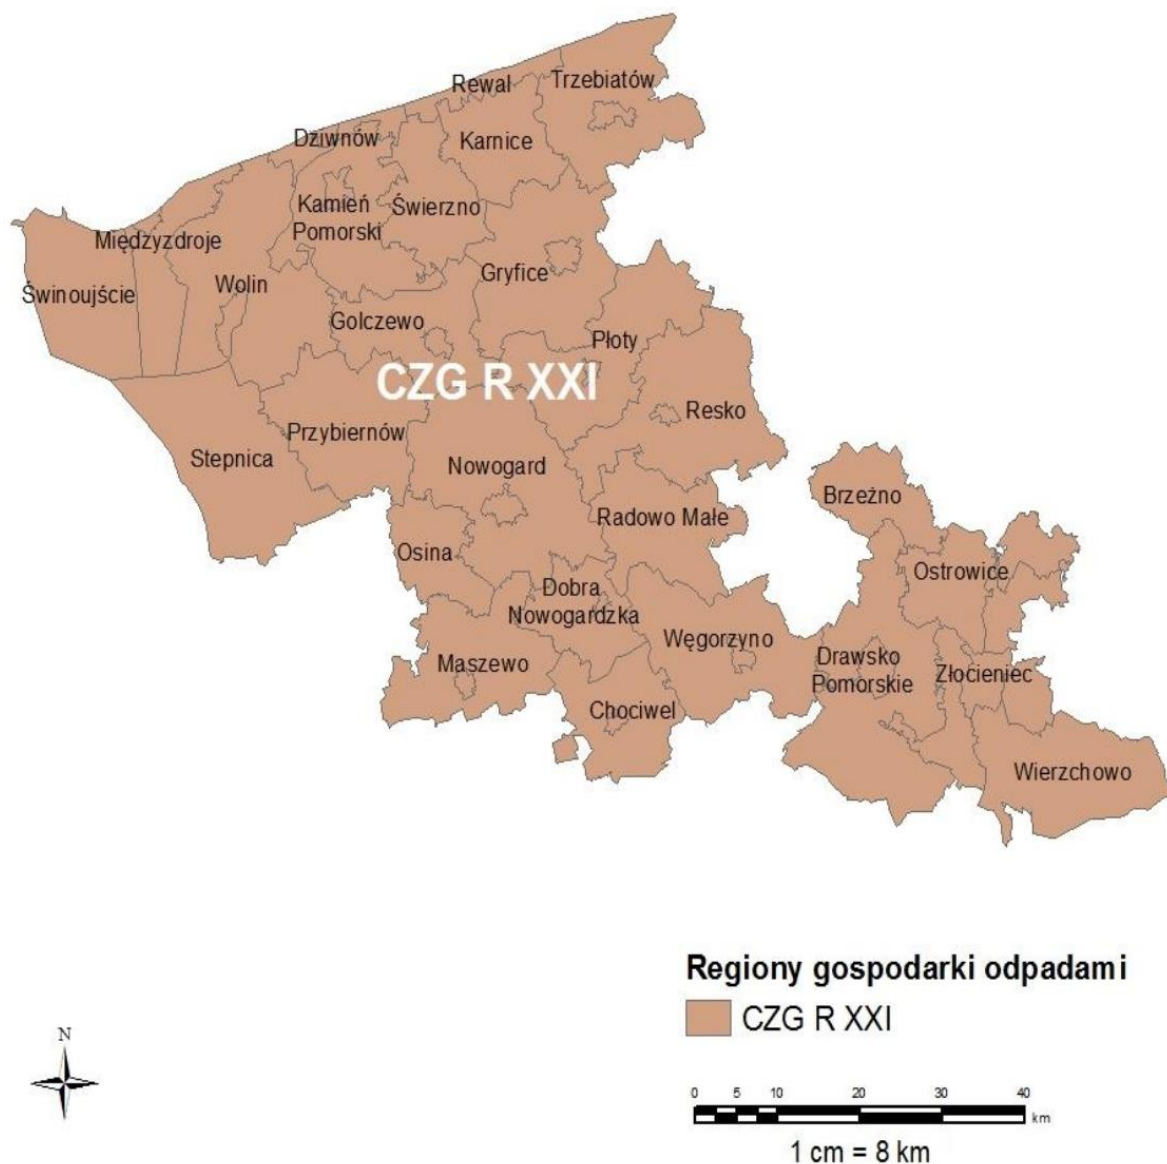 Rewal
Trzebiatów
Dziwnów
Karnice
Kamień
Pomorski
Świerzno
Międzyzdroje
Gryfice
Wolin
Świnoujście
Golczewo
Płoty
CZG R XXI
Resko
Przybiernów
Stepnica
Nowogard
Brzeżno
Radowo Małe
Osina
Ostrowice
Dobra
Nowogardzka
Węgorzyno
Maszewo
Drawsko
Pomorskie
Złocieniec
Chociwel
Wierzchowo
Regiony gospodarki odpadami
CZG R XXI
N
0 5 10 20 30 40
km
1 cm = 8 km